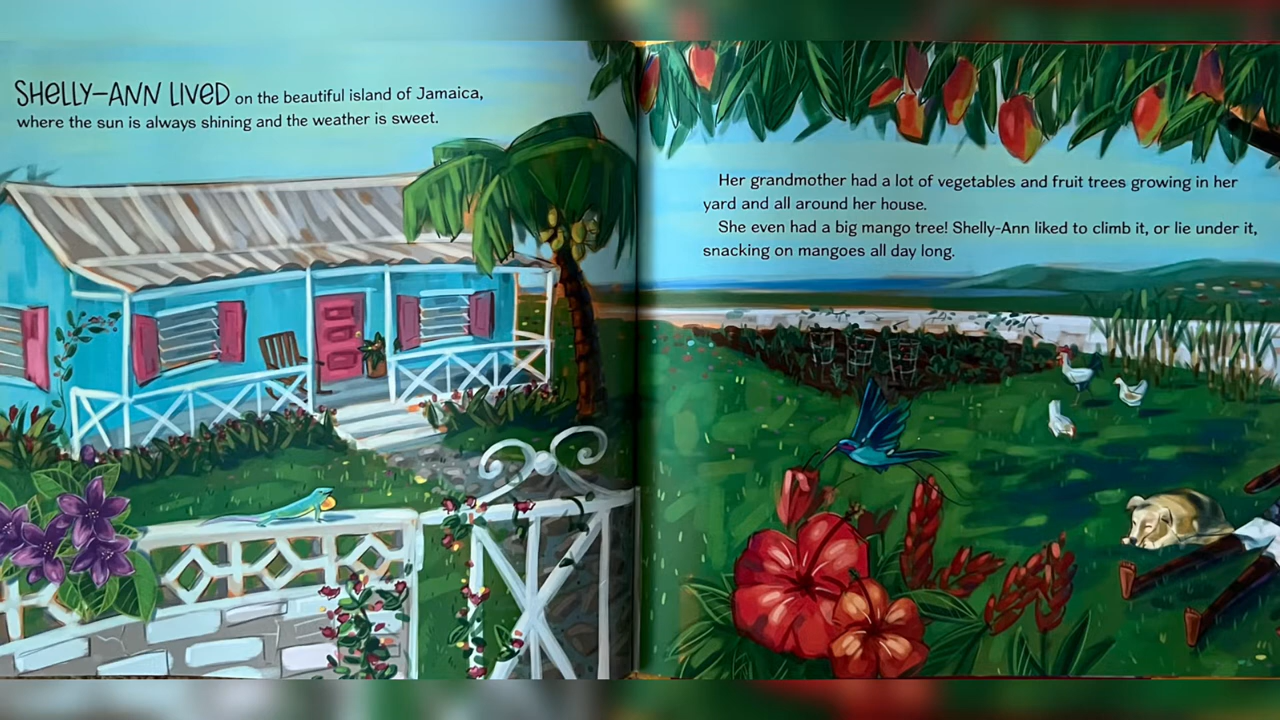 SHELLY-ANN LIVED on the beautiful island of Jamaica,
where the sun is always shining and the weather is sweet.
Her grandmother had a lot of vegetables and fruit trees growing in her
yard and all around her house.
She even had a big mango tree! Shelly-Ann liked to climb it, or lie under it,
snacking on mangoes all day long.